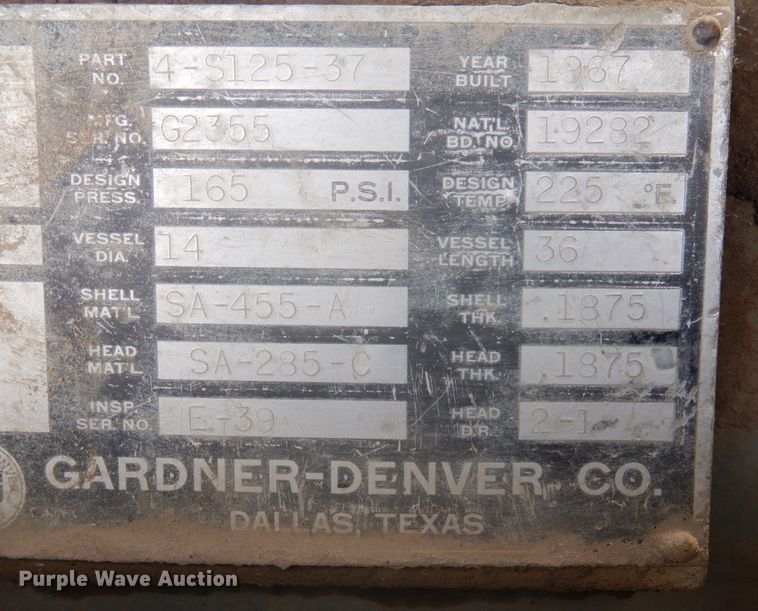 PART NO. 4-S125-37 YEAR BUILT 1967
MFG. SER. NO. G2355 NAT'L BD. NO. 19282
DESIGN PRESS. 165 P.S.I. DESIGN TEMP. 225 °F
VESSEL DIA. 14 VESSEL LENGTH 36
SHELL MAT'L SA-455-A SHELL THK. .1875
HEAD MAT'L SA-285-C HEAD THK. .1875
INSP. SER. NO. E-39 HEAD D.R. 2-1
GARDNER-DENVER CO.
DALLAS, TEXAS
Purple Wave Auction